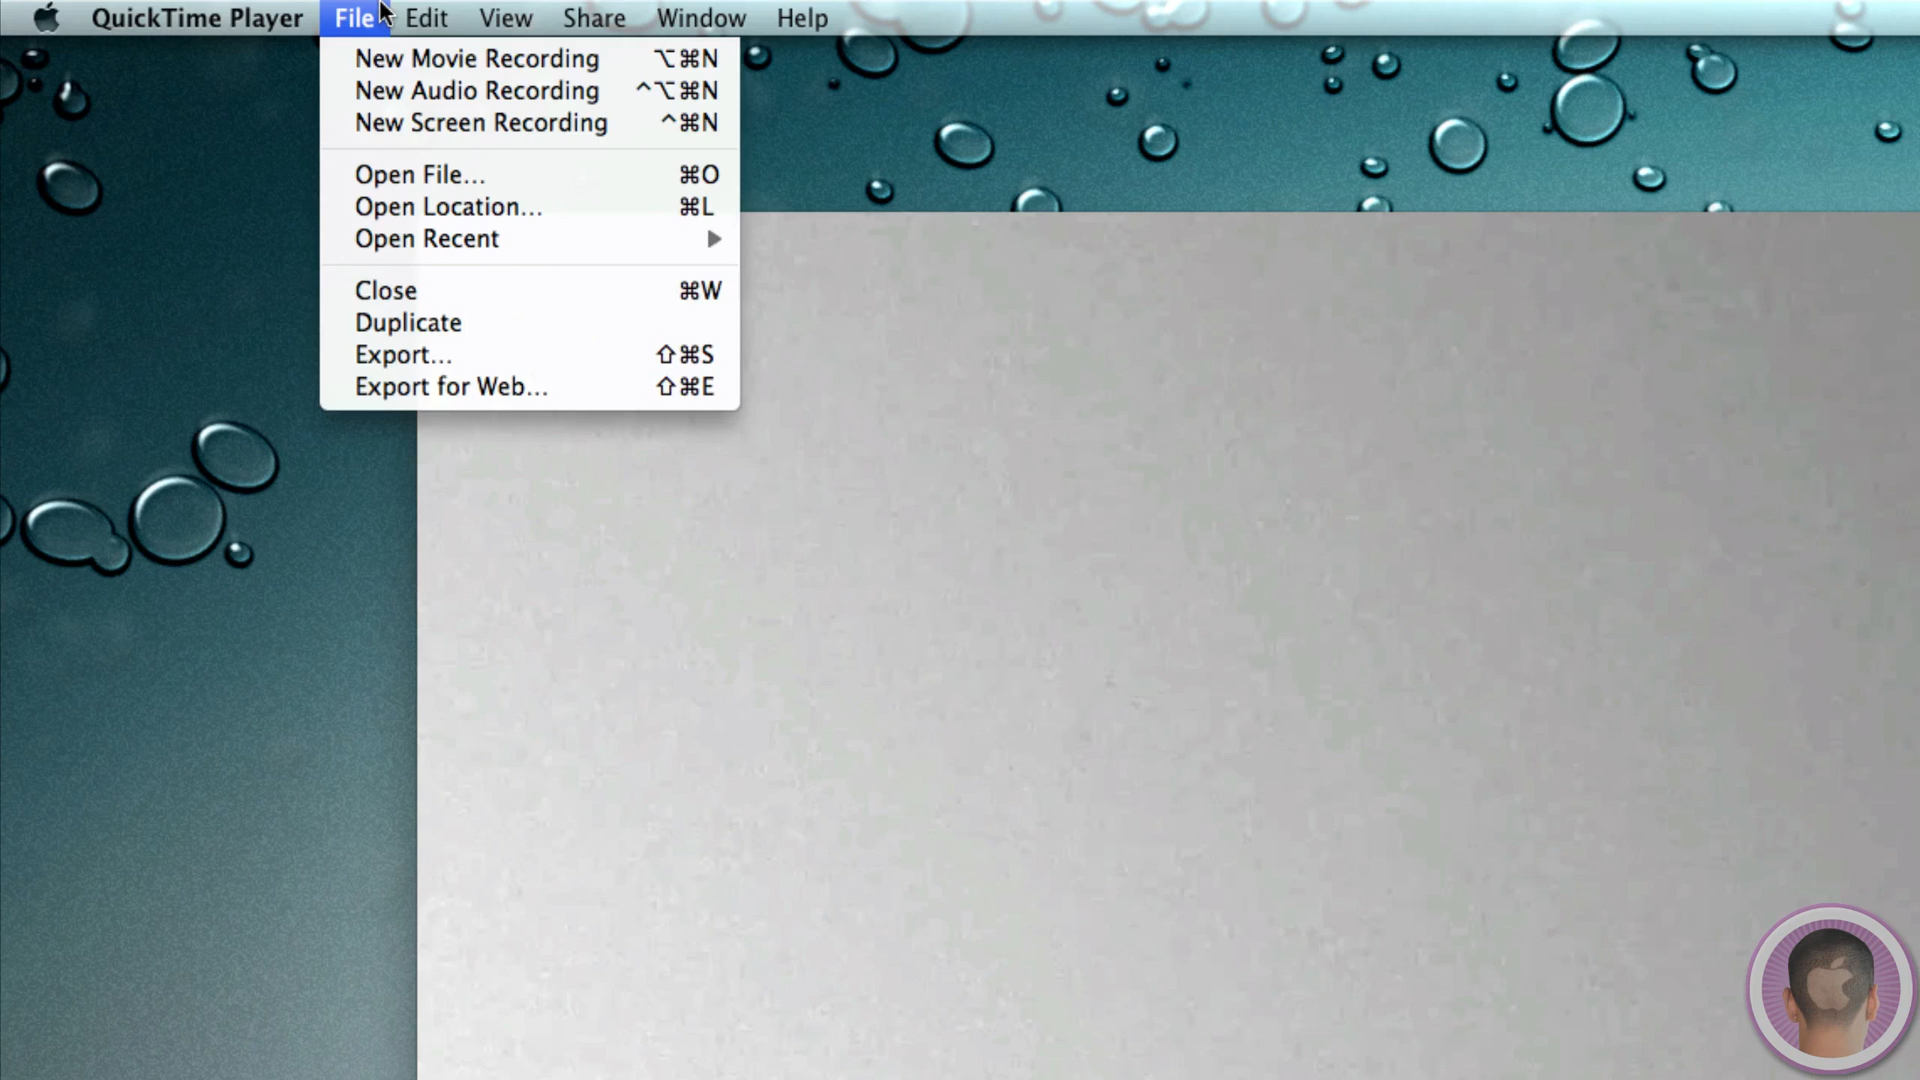 QuickTime Player File Edit View Share Window Help
New Movie Recording ⌥⌘N
New Audio Recording ^⌥⌘N
New Screen Recording ^⌘N
Open File... ⌘O
Open Location... ⌘L
Open Recent ▶
Close ⌘W
Duplicate
Export... ⇧⌘S
Export for Web... ⇧⌘E